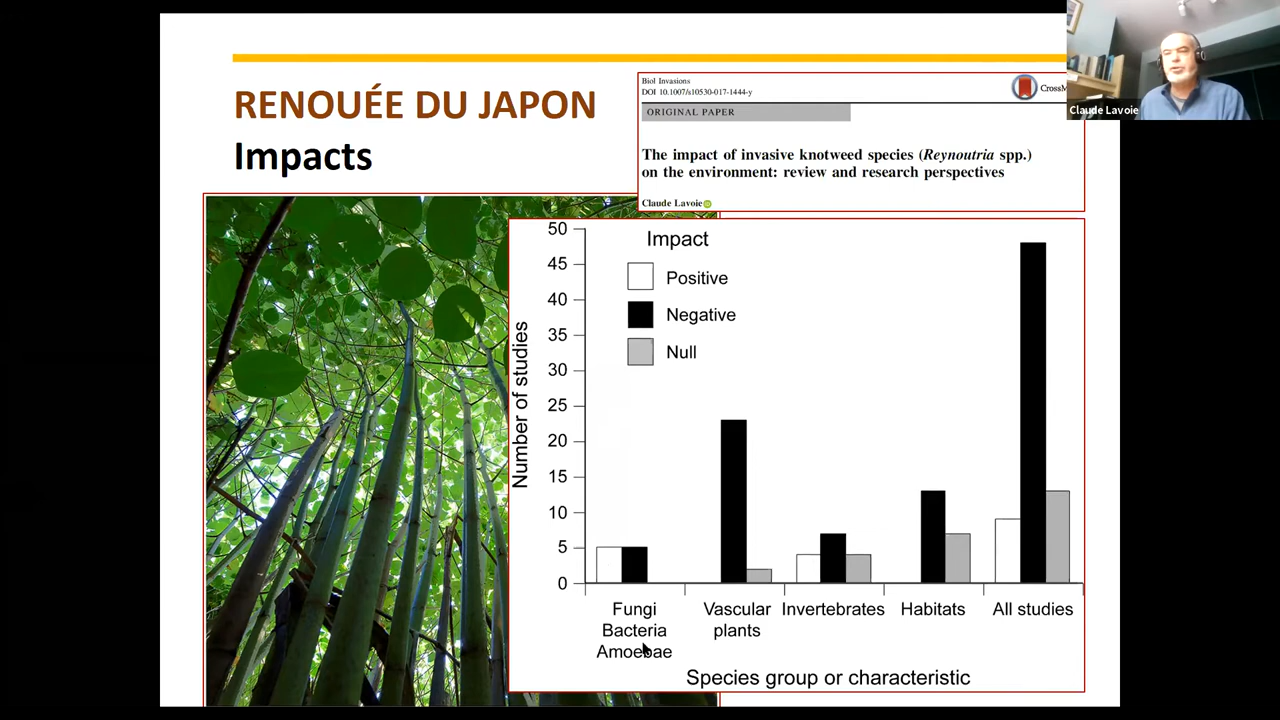 RENOUÉE DU JAPON
Impacts
Biol Invasions
DOI 10.1007/s10530-017-1444-y
CrossM
ORIGINAL PAPER
The impact of invasive knotweed species (Reynoutria spp.)
on the environment: review and research perspectives
Claude Lavoie
Claude Lavoie
Impact
Positive
Negative
Null
Number of studies
50
45
40
35
30
25
20
15
10
5
0
Fungi
Bacteria
Amoebae
Vascular
plants
Invertebrates
Habitats
All studies
Species group or characteristic